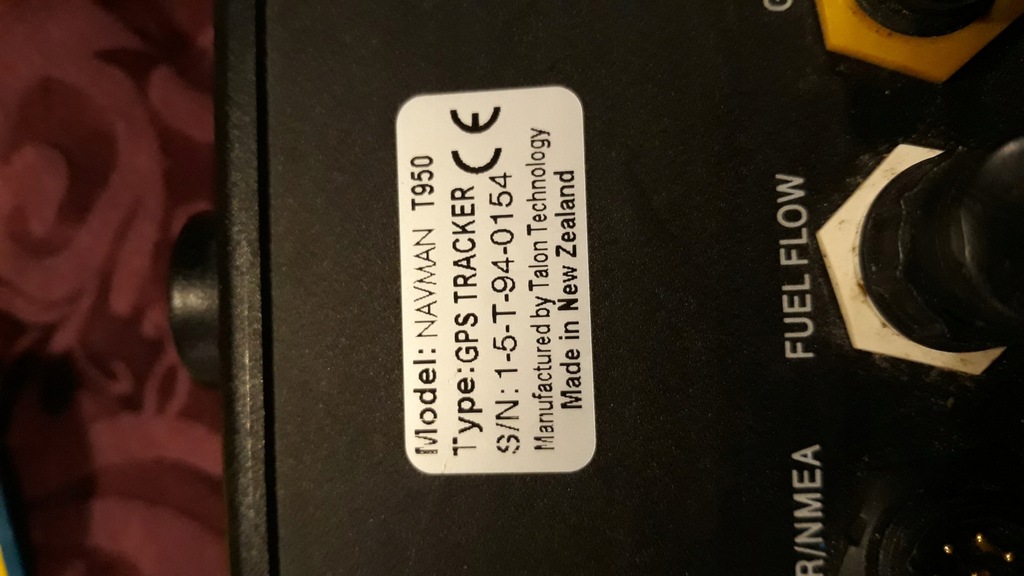 Model: NAVMAN T950
Type: GPS TRACKER CE
S/N: 1-5-T-94-0154
Manufactured by Talon Technology
Made in New Zealand
FUEL FLOW
R/NMEA